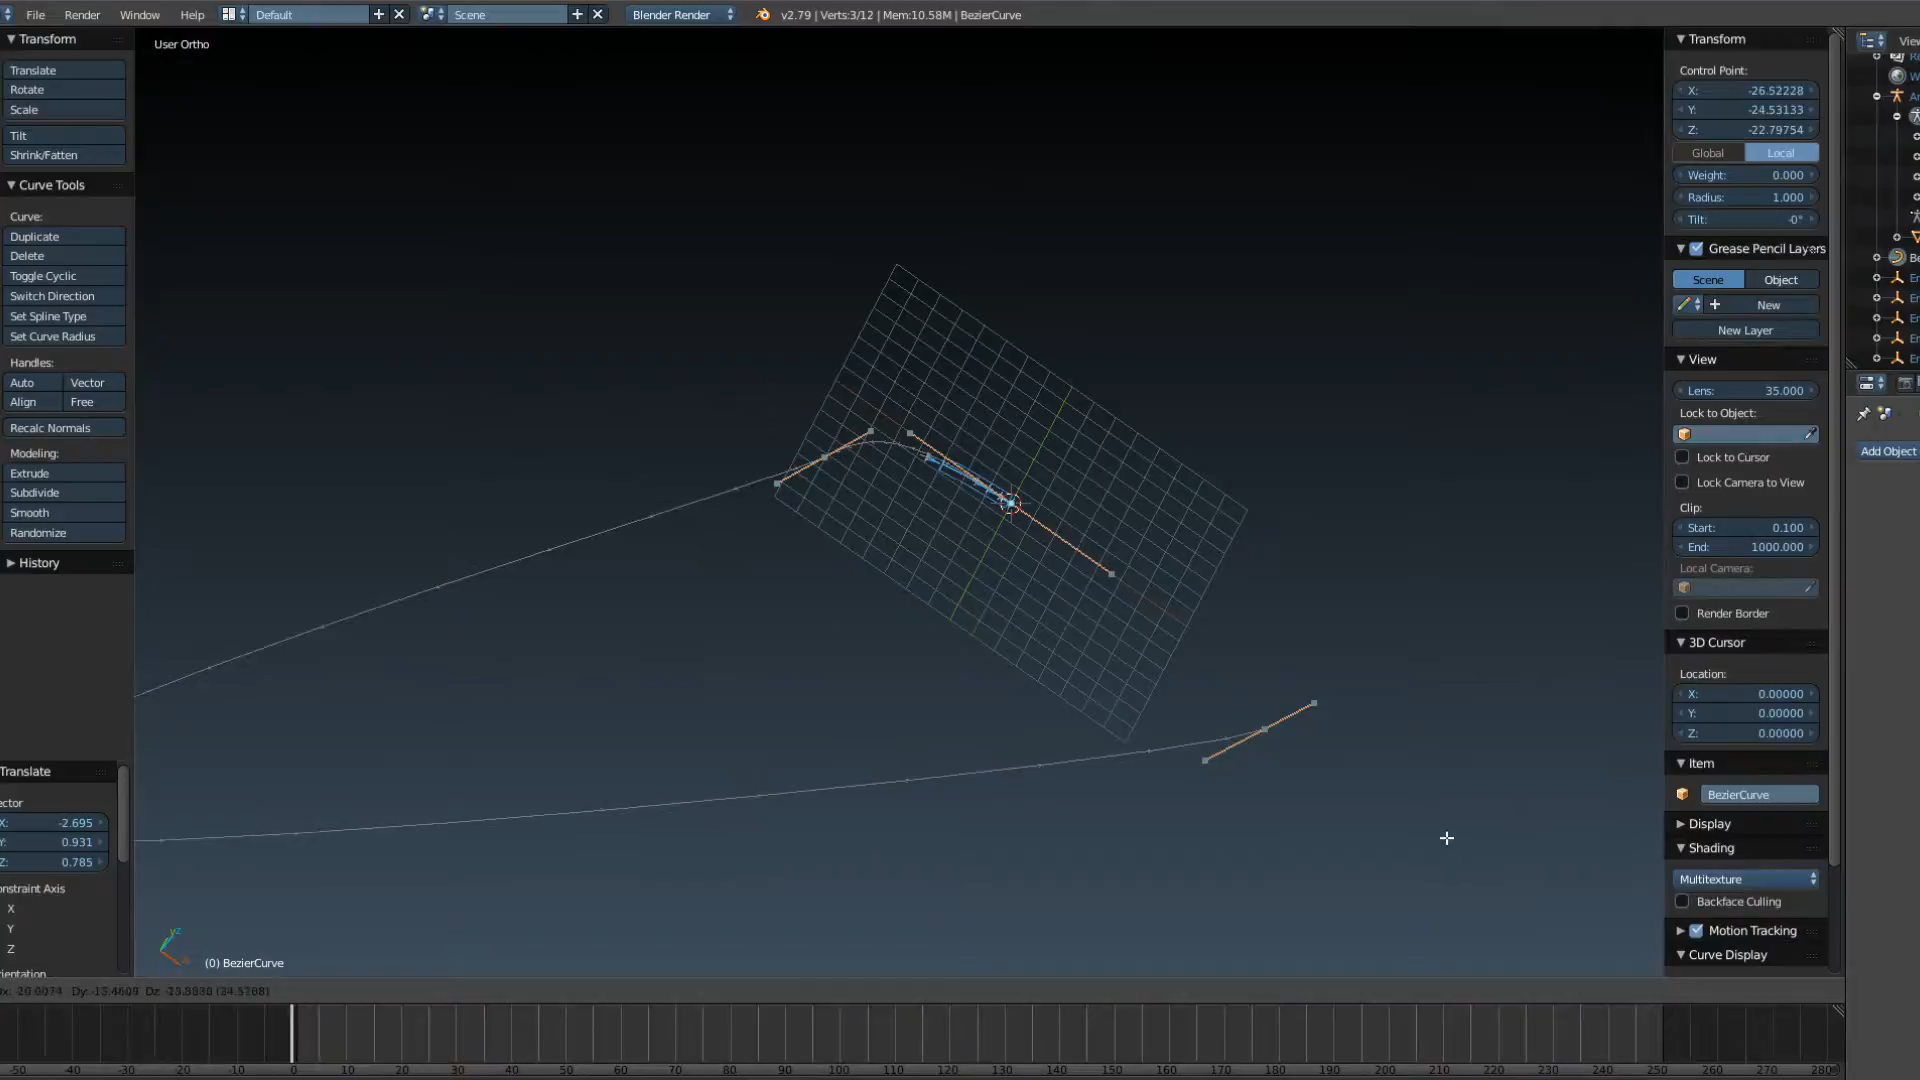 File Render Window Help Default Scene Blender Render v2.79 | Verts:3/12 | Mem:10.58M | BezierCurve
Transform
Translate
Rotate
Scale
Tilt
Shrink/Fatten
Curve Tools
Curve:
Duplicate
Delete
Toggle Cyclic
Switch Direction
Set Spline Type
Set Curve Radius
Handles:
Auto Vector
Align Free
Recalc Normals
Modeling:
Extrude
Subdivide
Smooth
Randomize
History
Translate
ector
X: -2.695
Y: 0.931
Z: 0.785
onstraint Axis
X
Y
Z
rientation
User Ortho
(0) BezierCurve
Transform
Control Point:
X: -26.52228
Y: -24.53133
Z: -22.79754
Global Local
Weight: 0.000
Radius: 1.000
Tilt: -0°
Grease Pencil Layers
Scene Object
New
New Layer
View
Lens: 35.000
Lock to Object:
Lock to Cursor
Lock Camera to View
Clip:
Start: 0.100
End: 1000.000
Local Camera:
Render Border
3D Cursor
Location:
X: 0.00000
Y: 0.00000
Z: 0.00000
Item
BezierCurve
Display
Shading
Multitexture
Backface Culling
Motion Tracking
Curve Display
View
Add Object
-50 -40 -30 -20 -10 0 10 20 30 40 50 60 70 80 90 100 110 120 130 140 150 160 170 180 190 200 210 220 230 240 250 260 270 280